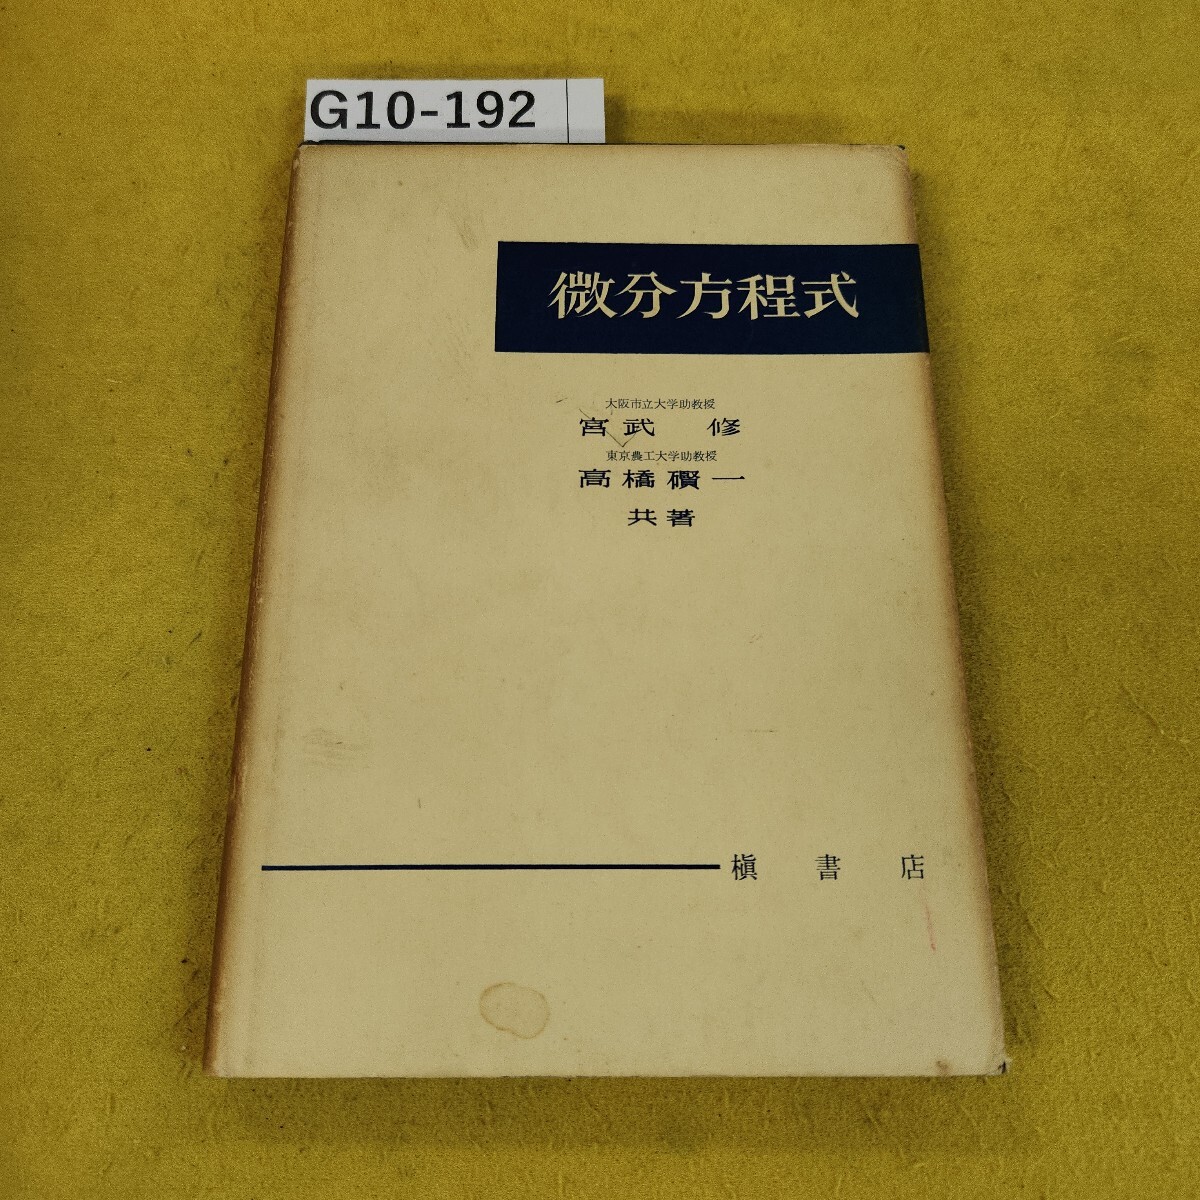 G10-192
微分方程式
大阪市立大学助教授
宮武 修
東京農工大学助教授
高橋磌一
共著
槇書店